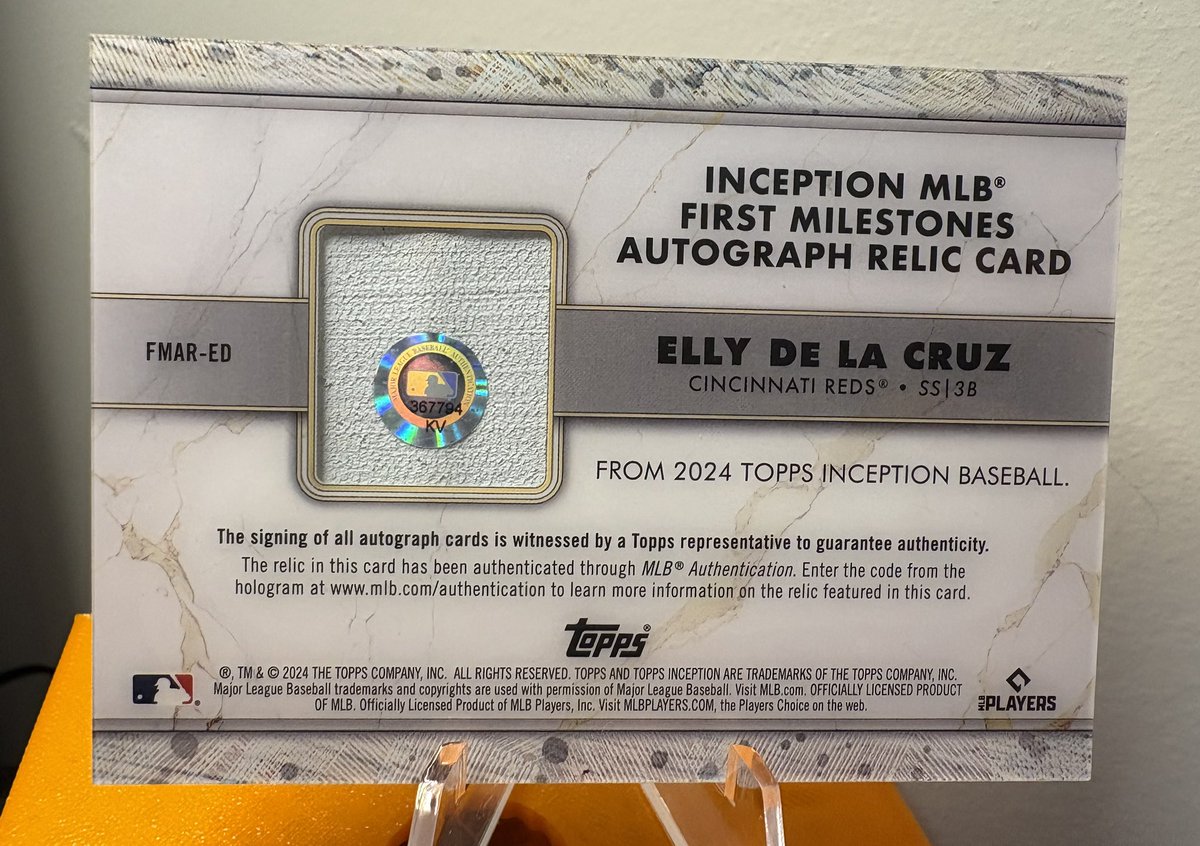 INCEPTION MLB®
FIRST MILESTONES
AUTOGRAPH RELIC CARD
FMAR-ED
MAJOR LEAGUE BASEBALL AUTHENTICATION
367794
KV
ELLY DE LA CRUZ
CINCINNATI REDS® • SS|3B
FROM 2024 TOPPS INCEPTION BASEBALL.
The signing of all autograph cards is witnessed by a Topps representative to guarantee authenticity.
The relic in this card has been authenticated through MLB® Authentication. Enter the code from the
hologram at www.mlb.com/authentication to learn more information on the relic featured in this card.
Topps®
®, TM & © 2024 THE TOPPS COMPANY, INC. ALL RIGHTS RESERVED. TOPPS AND TOPPS INCEPTION ARE TRADEMARKS OF THE TOPPS COMPANY, INC.
Major League Baseball trademarks and copyrights are used with permission of Major League Baseball. Visit MLB.com. OFFICIALLY LICENSED PRODUCT
OF MLB. Officially Licensed Product of MLB Players, Inc. Visit MLBPLAYERS.COM, the Players Choice on the web.
MLB PLAYERS